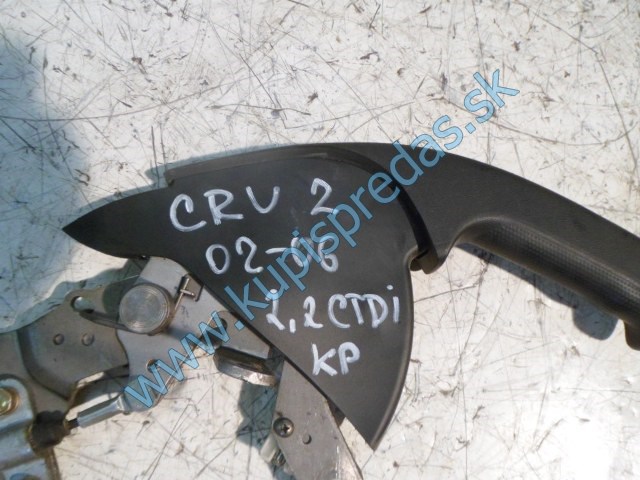 CRV 2
02-06
2,2 CTDi
KP
www.kupispredas.sk